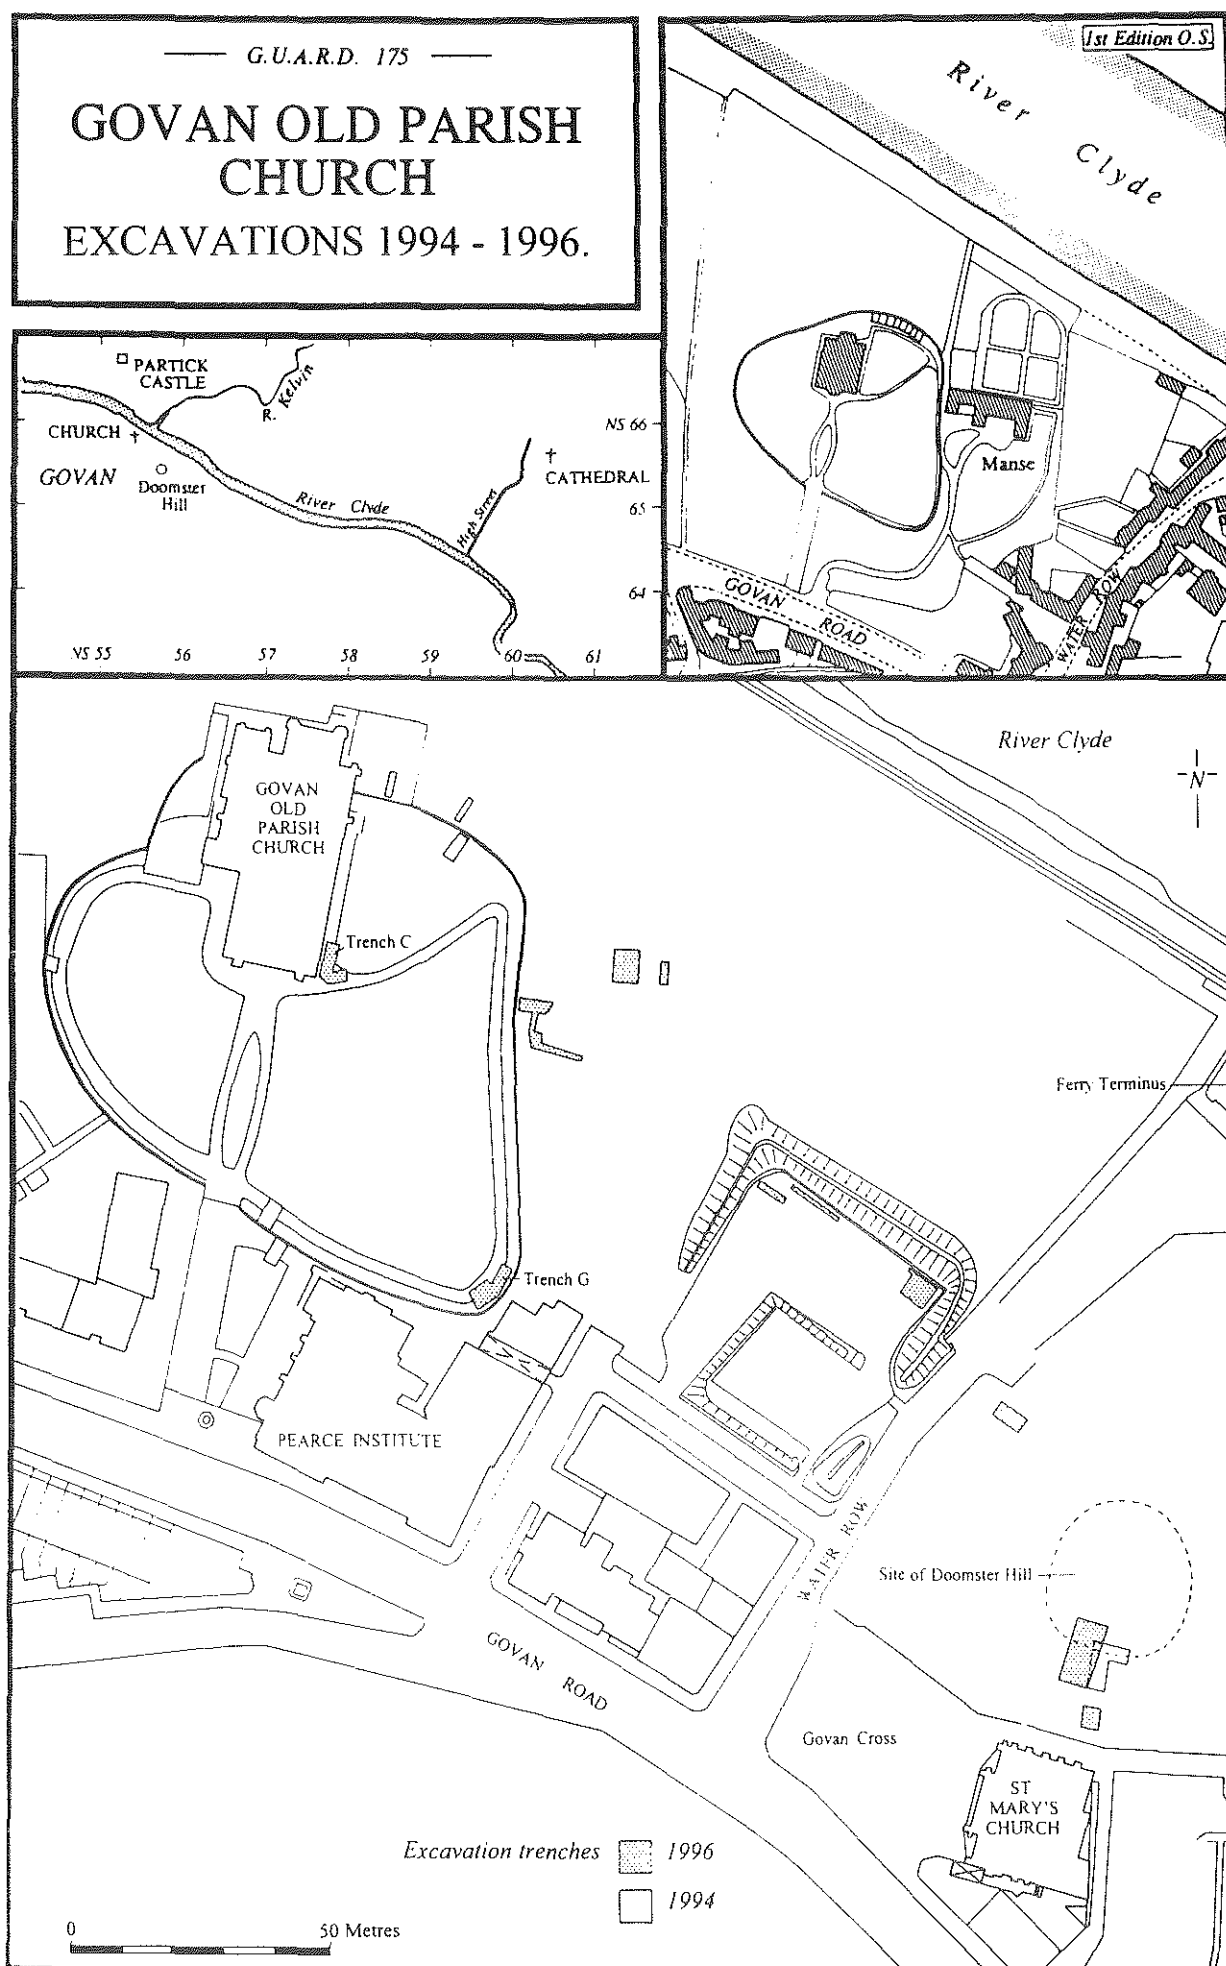 G.U.A.R.D. 175
GOVAN OLD PARISH
CHURCH
EXCAVATIONS 1994 - 1996.
1st Edition O.S.
River Clyde
Manse
GOVAN ROAD
WATER ROW
PARTICK
CASTLE
R. Kelvin
CHURCH
GOVAN
Doomster
Hill
River Clyde
High Street
CATHEDRAL
NS 66
65
64
NS 55 56 57 58 59 60 61
River Clyde
N
GOVAN
OLD
PARISH
CHURCH
Trench C
Ferry Terminus
Trench G
PEARCE INSTITUTE
WATER ROW
Site of Doomster Hill
GOVAN ROAD
Govan Cross
ST
MARY'S
CHURCH
Excavation trenches 1996
1994
0 50 Metres